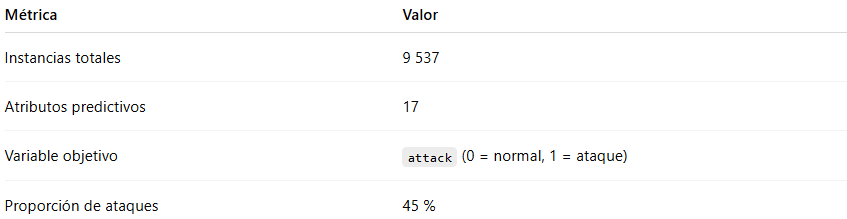 Métrica Valor
Instancias totales 9 537
Atributos predictivos 17
Variable objetivo attack (0 = normal, 1 = ataque)
Proporción de ataques 45 %